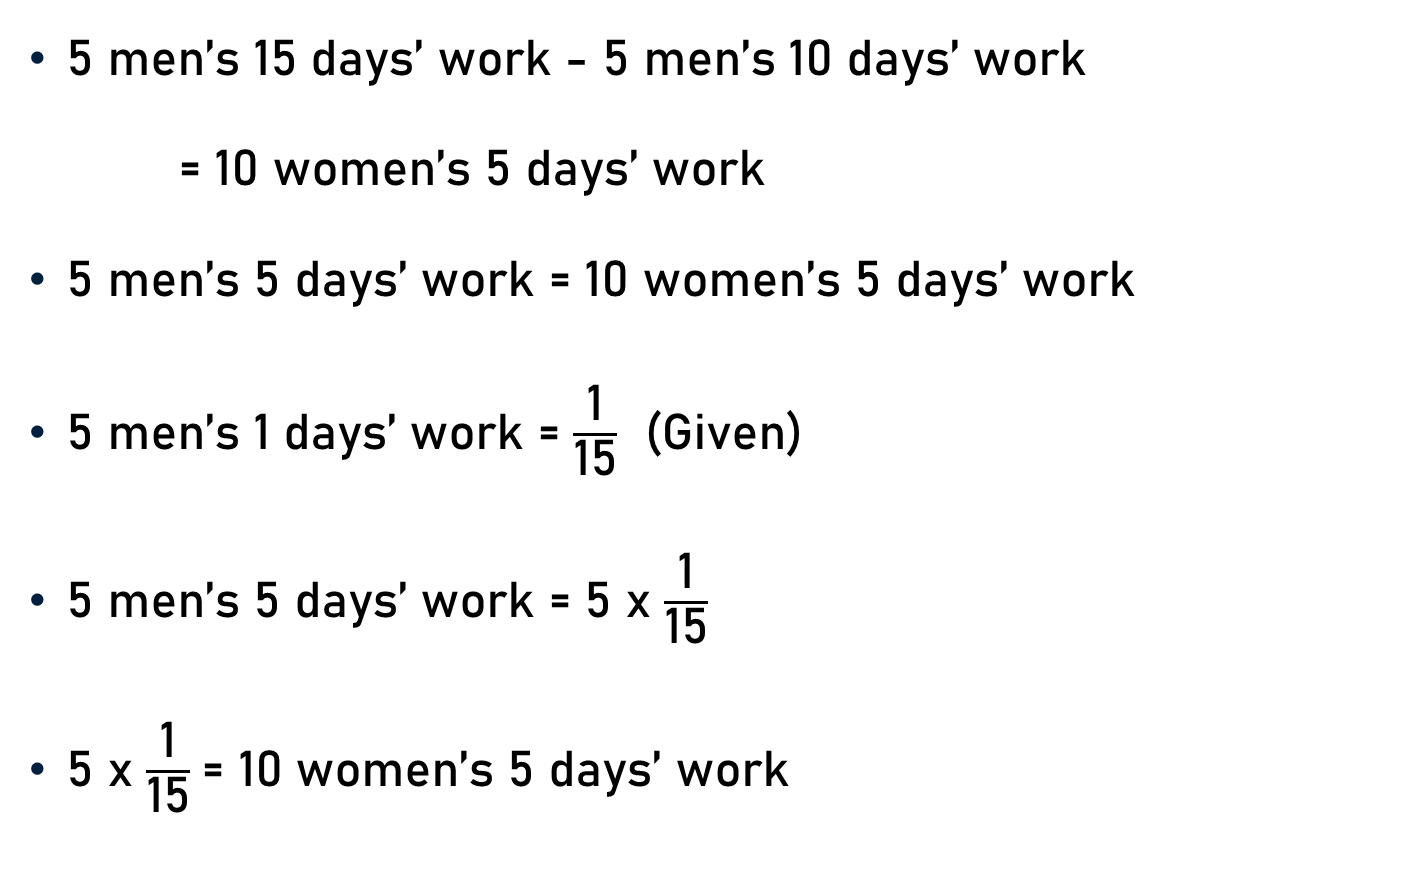 • 5 men’s 15 days’ work - 5 men’s 10 days’ work
= 10 women’s 5 days’ work
• 5 men’s 5 days’ work = 10 women’s 5 days’ work
• 5 men’s 1 days’ work = 1/15 (Given)
• 5 men’s 5 days’ work = 5 x 1/15
• 5 x 1/15 = 10 women’s 5 days’ work